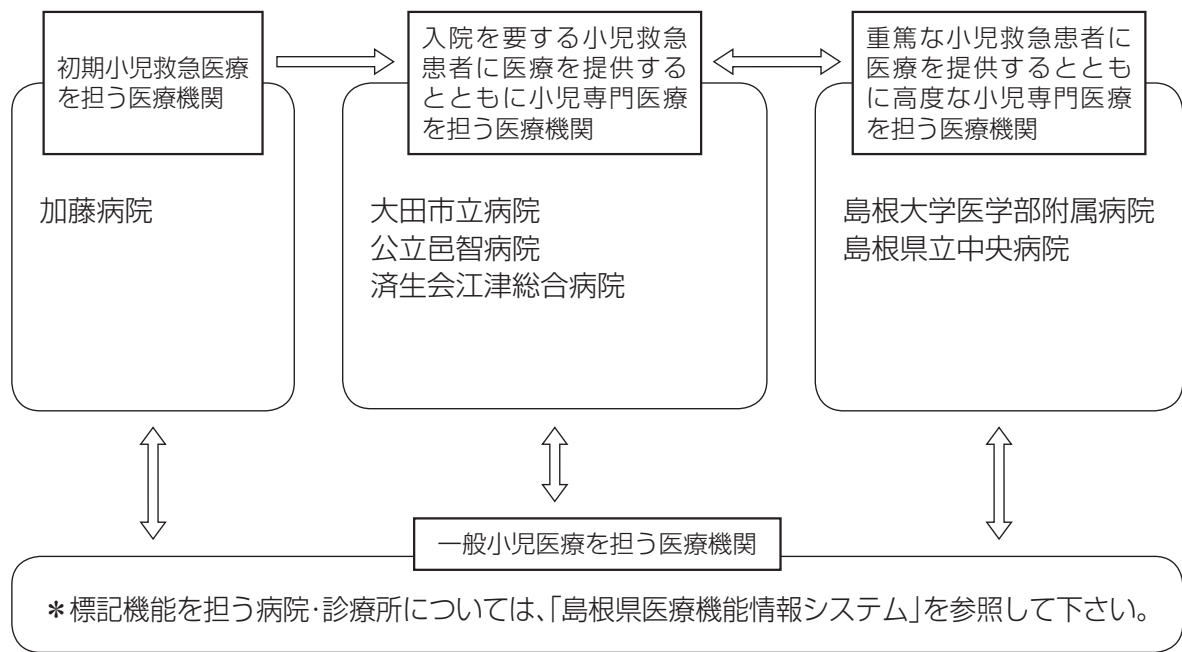 初期小児救急医療
を担う医療機関
加藤病院
入院を要する小児救急
患者に医療を提供する
とともに小児専門医療
を担う医療機関
大田市立病院
公立邑智病院
済生会江津総合病院
重篤な小児救急患者に
医療を提供するととも
に高度な小児専門医療
を担う医療機関
島根大学医学部附属病院
島根県立中央病院
一般小児医療を担う医療機関
＊標記機能を担う病院・診療所については、「島根県医療機能情報システム」を参照して下さい。